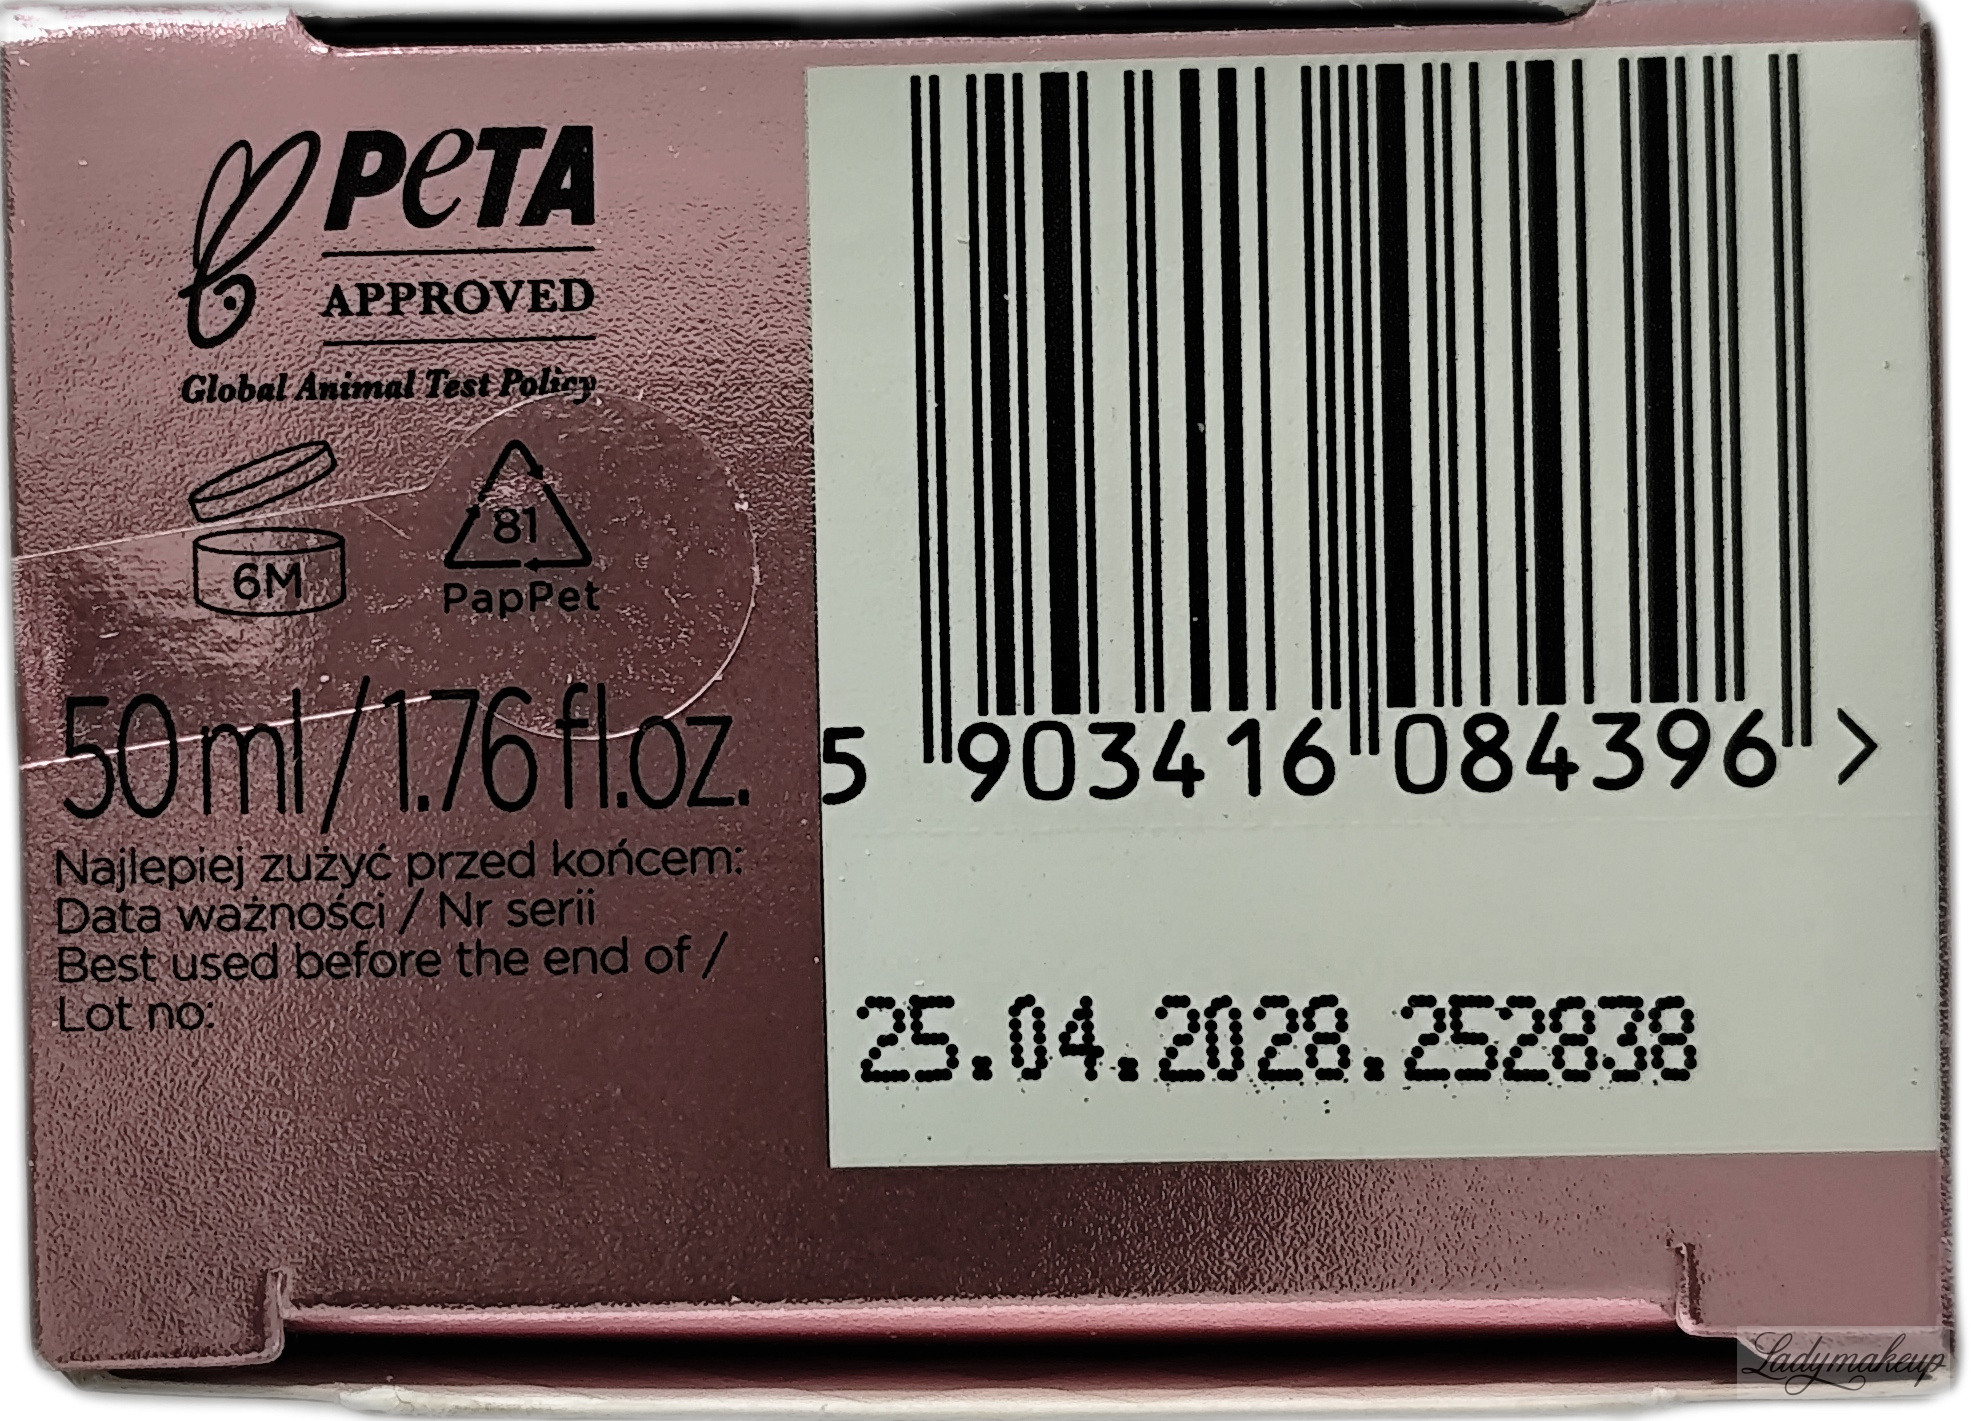 PETA
APPROVED
Global Animal Test Policy
6M
81
PapPet
50 ml / 1.76 fl.oz.
Najlepiej zużyć przed końcem:
Data ważności / Nr serii
Best used before the end of /
Lot no:
5 903416 084396 >
25.04.2028.252838
Ladymakeup